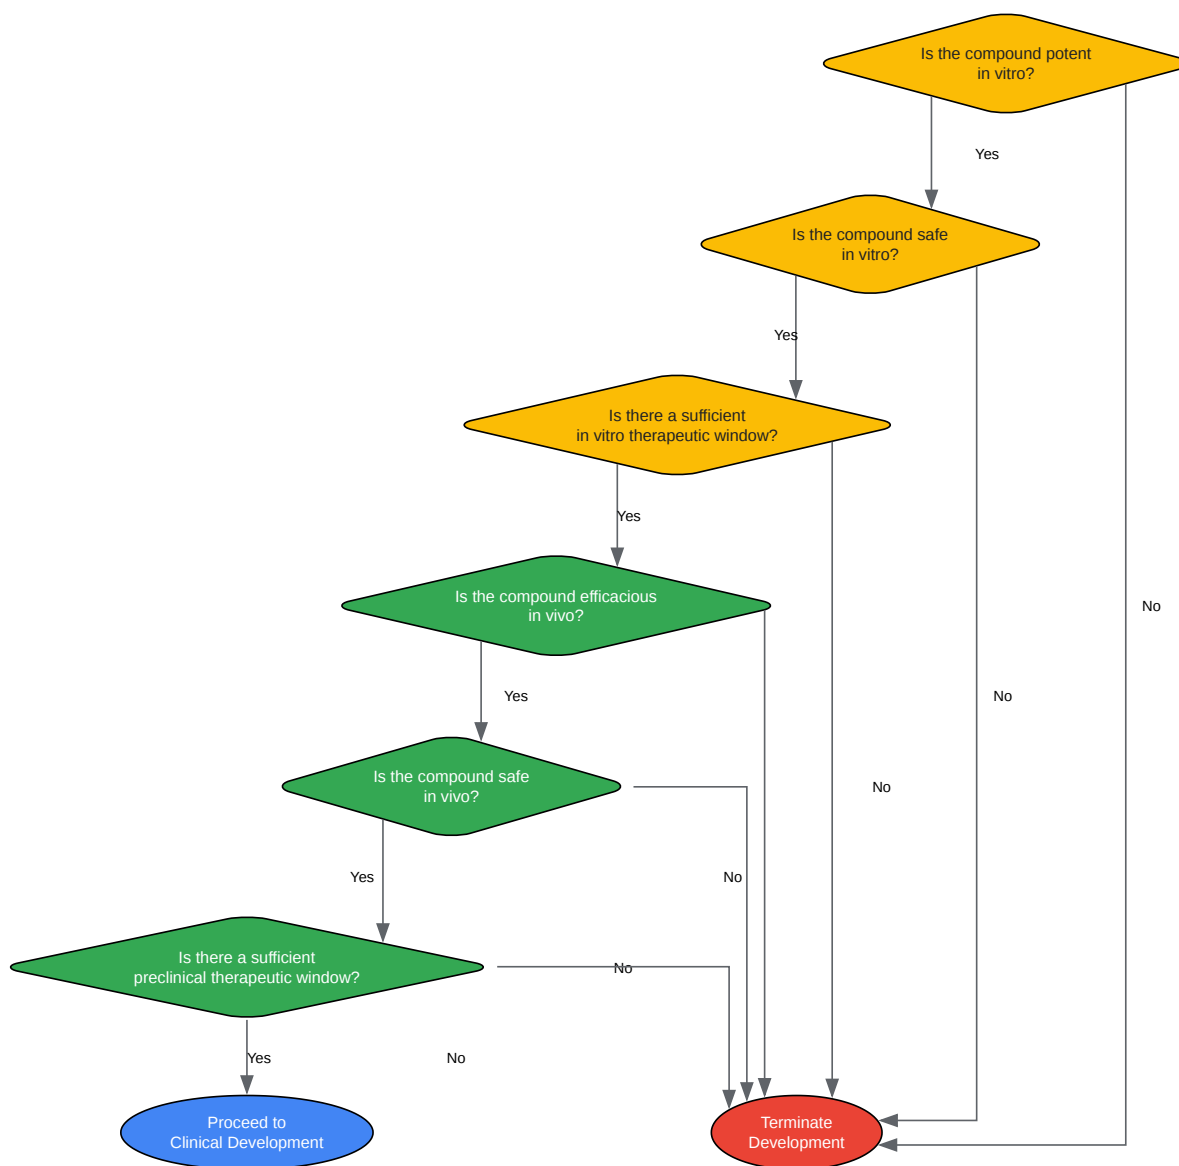 Is the compound potent
in vitro?
Yes
Is the compound safe
in vitro?
Yes
Is there a sufficient
in vitro therapeutic window?
Yes
Is the compound efficacious
in vivo?
No
Yes
No
Is the compound safe
in vivo?
No
Yes
No
Is there a sufficient
preclinical therapeutic window?
No
Yes
No
Proceed to
Clinical Development
Terminate
Development